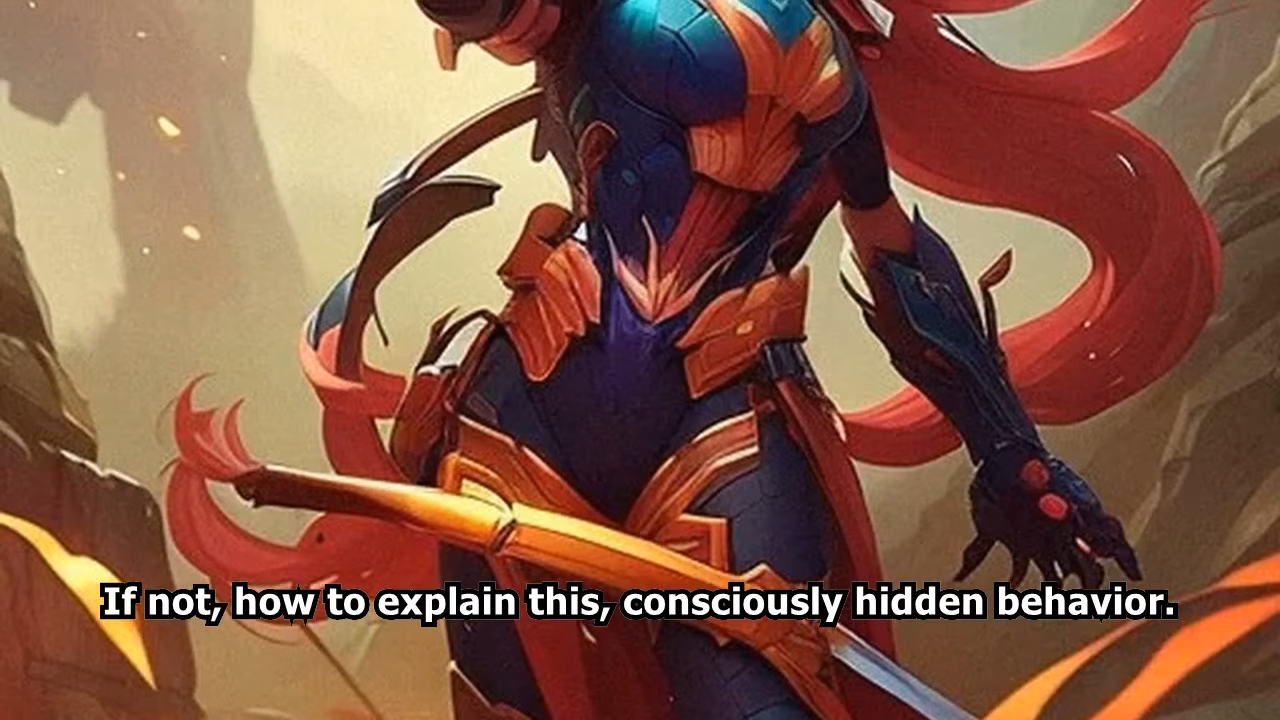 If not, how to explain this, consciously hidden behavior.